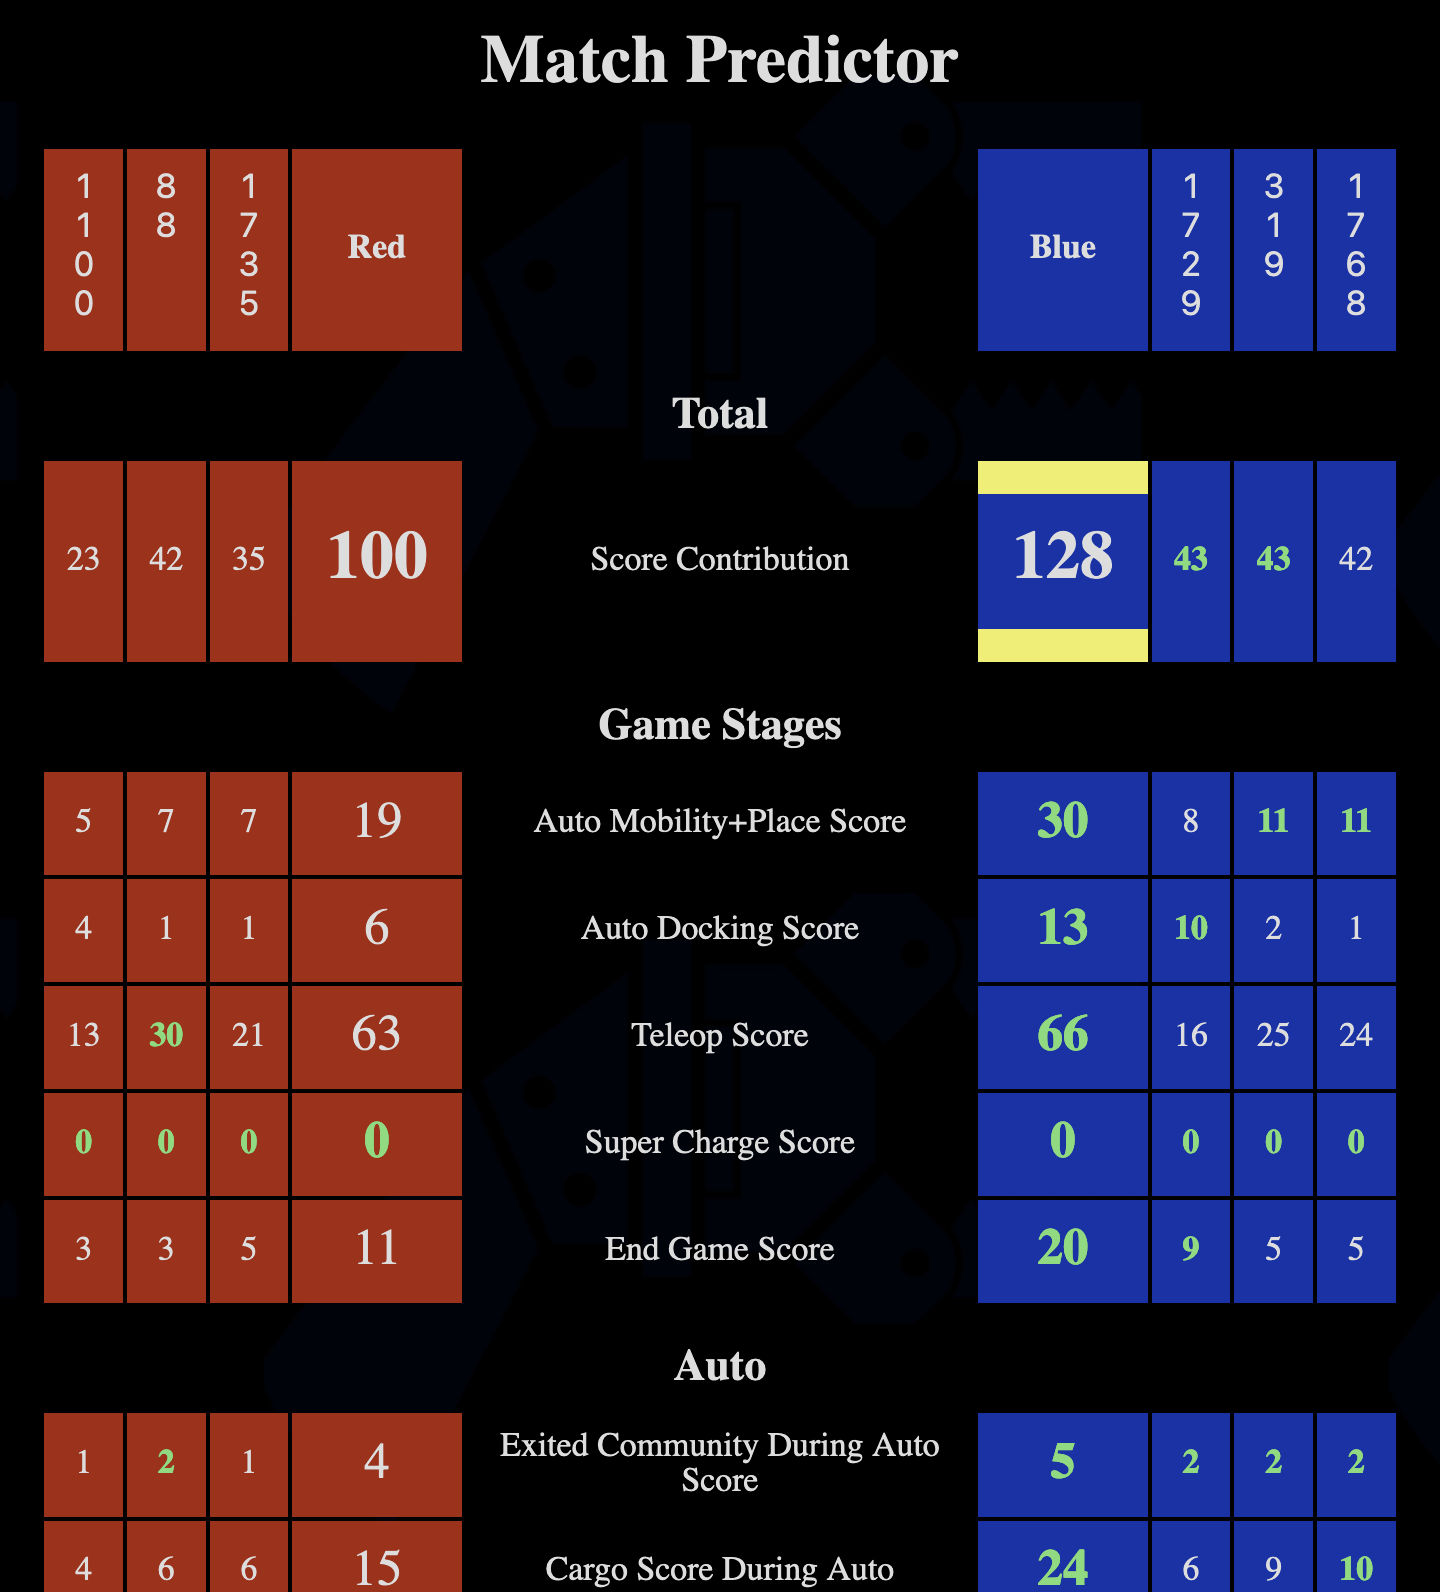 Match Predictor
1100 88 1735 Red Blue 1729 319 1768
Total
23 42 35 100 Score Contribution 128 43 43 42
Game Stages
5 7 7 19 Auto Mobility+Place Score 30 8 11 11
4 1 1 6 Auto Docking Score 13 10 2 1
13 30 21 63 Teleop Score 66 16 25 24
0 0 0 0 Super Charge Score 0 0 0 0
3 3 5 11 End Game Score 20 9 5 5
Auto
1 2 1 4 Exited Community During Auto Score 5 2 2 2
4 6 6 15 Cargo Score During Auto 24 6 9 10